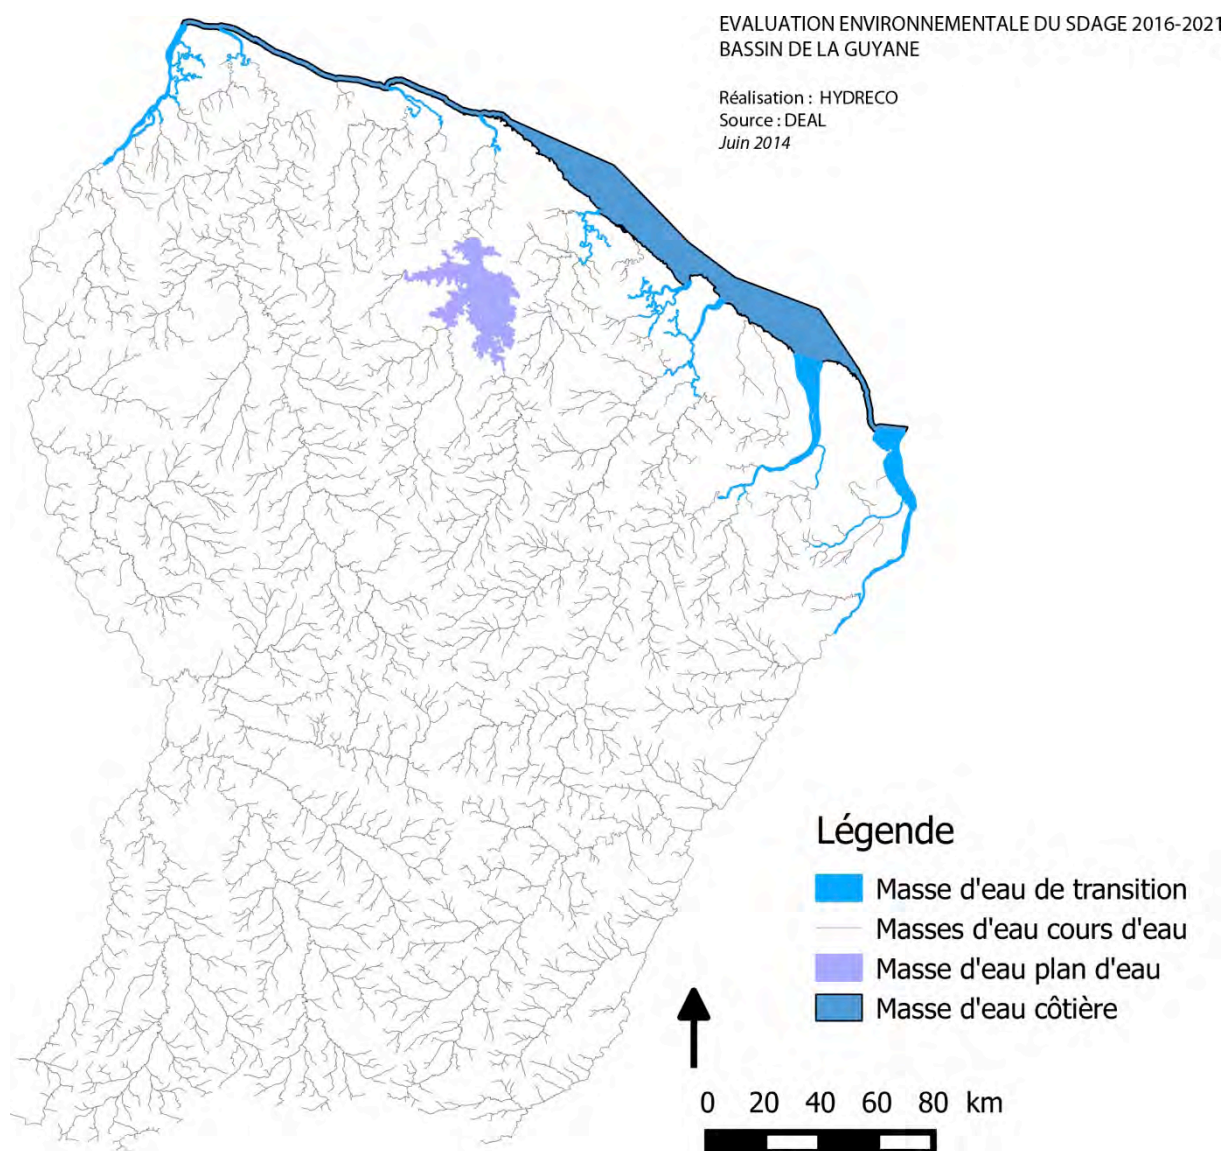 EVALUATION ENVIRONNEMENTALE DU SDAGE 2016-2021
BASSIN DE LA GUYANE
Réalisation : HYDRECO
Source : DEAL
Juin 2014
Légende
Masse d'eau de transition
Masses d'eau cours d'eau
Masse d'eau plan d'eau
Masse d'eau côtière
0 20 40 60 80 km